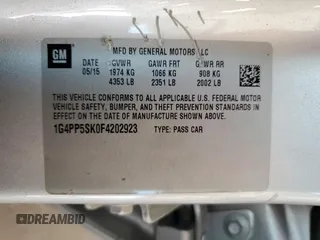 GM
MFD BY GENERAL MOTORS LLC
DATE GVWR GAWR FRT GAWR RR
05/15 1974 KG 1066 KG 908 KG
4353 LB 2351 LB 2002 LB
THIS VEHICLE CONFORMS TO ALL APPLICABLE U.S. FEDERAL MOTOR
VEHICLE SAFETY, BUMPER, AND THEFT PREVENTION STANDARDS
IN EFFECT ON THE DATE OF MANUFACTURE SHOWN ABOVE.
1G4PP5SK0F4202923 TYPE: PASS CAR
DREAMBID